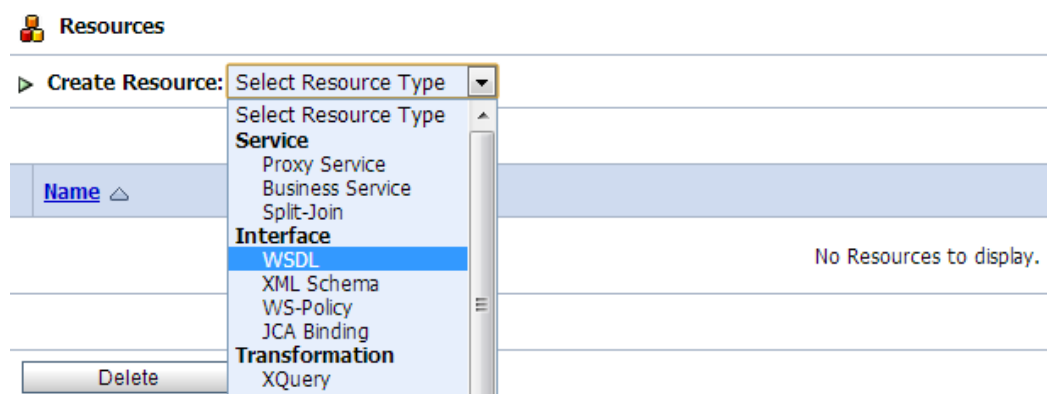 Resources
Create Resource: Select Resource Type
Select Resource Type
Service
Proxy Service
Business Service
Split-Join
Interface
WSDL
XML Schema
WS-Policy
JCA Binding
Transformation
XQuery
Name
No Resources to display.
Delete